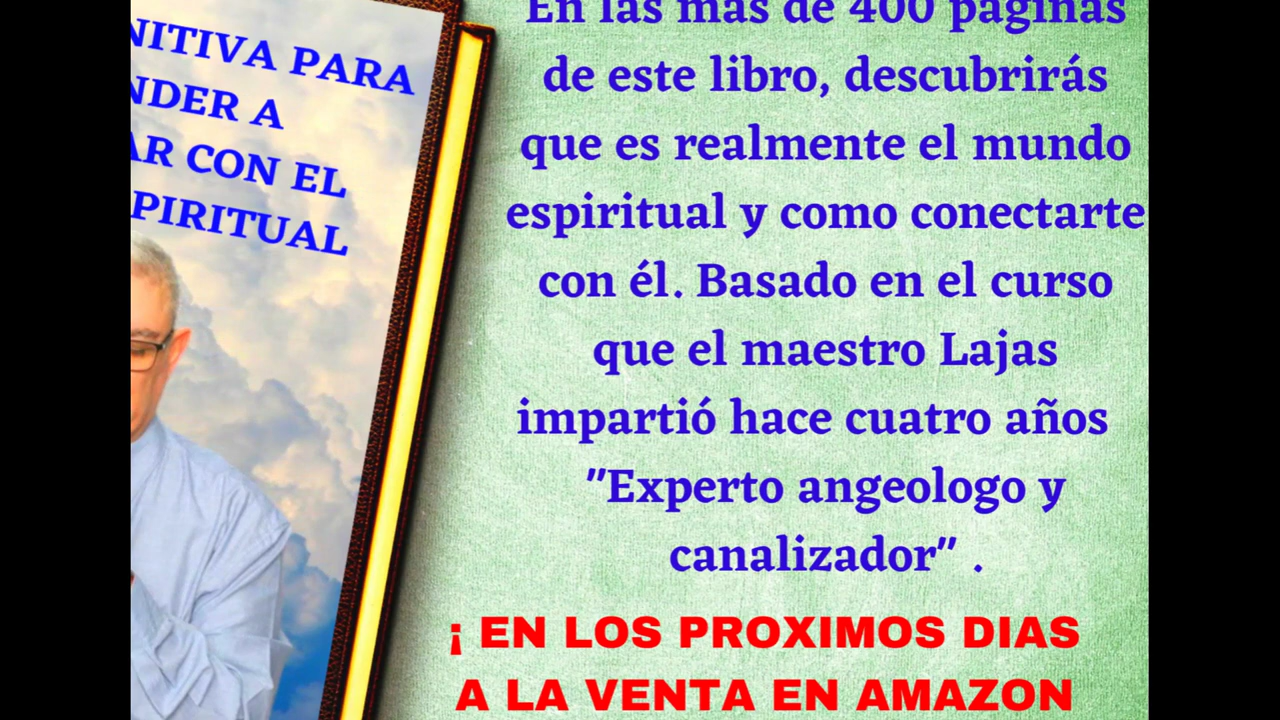 NITIVA PARA
NDER A
AR CON EL
PIRITUAL
En las mas de 400 paginas
de este libro, descubrirás
que es realmente el mundo
espiritual y como conectarte
con él. Basado en el curso
que el maestro Lajas
impartió hace cuatro años
"Experto angeologo y
canalizador" .
¡ EN LOS PROXIMOS DIAS
A LA VENTA EN AMAZON